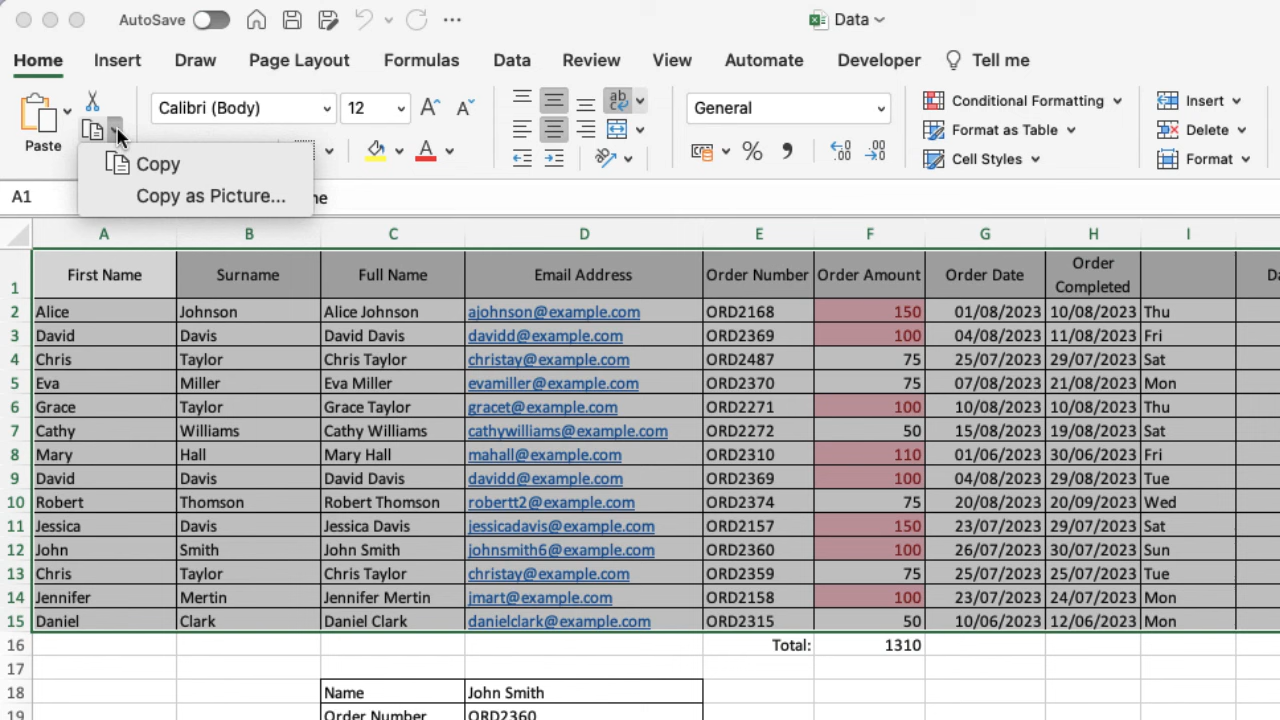 AutoSave
Data
Home Insert Draw Page Layout Formulas Data Review View Automate Developer Tell me
Paste
Calibri (Body) 12 A A
ab
General
Conditional Formatting
Format as Table
Cell Styles
Insert
Delete
Format
Copy
Copy as Picture...
A1
A B C D E F G H I
1 First Name Surname Full Name Email Address Order Number Order Amount Order Date Order Completed
2 Alice Johnson Alice Johnson ajohnson@example.com ORD2168 150 01/08/2023 10/08/2023 Thu
3 David Davis David Davis davidd@example.com ORD2369 100 04/08/2023 11/08/2023 Fri
4 Chris Taylor Chris Taylor christay@example.com ORD2487 75 25/07/2023 29/07/2023 Sat
5 Eva Miller Eva Miller evamiller@example.com ORD2370 75 07/08/2023 21/08/2023 Mon
6 Grace Taylor Grace Taylor gracet@example.com ORD2271 100 10/08/2023 10/08/2023 Thu
7 Cathy Williams Cathy Williams cathywilliams@example.com ORD2272 50 15/08/2023 19/08/2023 Sat
8 Mary Hall Mary Hall mahall@example.com ORD2310 110 01/06/2023 30/06/2023 Fri
9 David Davis David Davis davidd@example.com ORD2369 100 04/08/2023 29/08/2023 Tue
10 Robert Thomson Robert Thomson robertt2@example.com ORD2374 75 20/08/2023 20/09/2023 Wed
11 Jessica Davis Jessica Davis jessicadavis@example.com ORD2157 150 23/07/2023 29/07/2023 Sat
12 John Smith John Smith johnsmith6@example.com ORD2360 100 26/07/2023 30/07/2023 Sun
13 Chris Taylor Chris Taylor christay@example.com ORD2359 75 25/07/2023 25/07/2023 Tue
14 Jennifer Mertin Jennifer Mertin jmart@example.com ORD2158 100 23/07/2023 24/07/2023 Mon
15 Daniel Clark Daniel Clark danielclark@example.com ORD2315 50 10/06/2023 12/06/2023 Mon
16 Total: 1310
17
18 Name John Smith
19 Order Number ORD2360